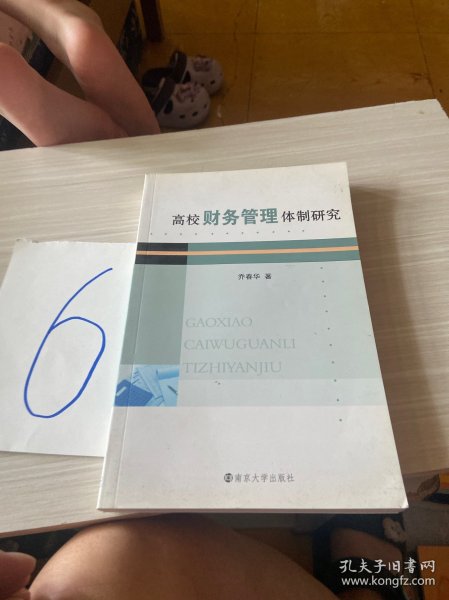 高校财务管理体制研究
乔春华 著
GAOXIAO
CAIWUGUANLI
TIZHIYANJIU
南京大学出版社
6
孔夫子旧书网
www.kongfz.com